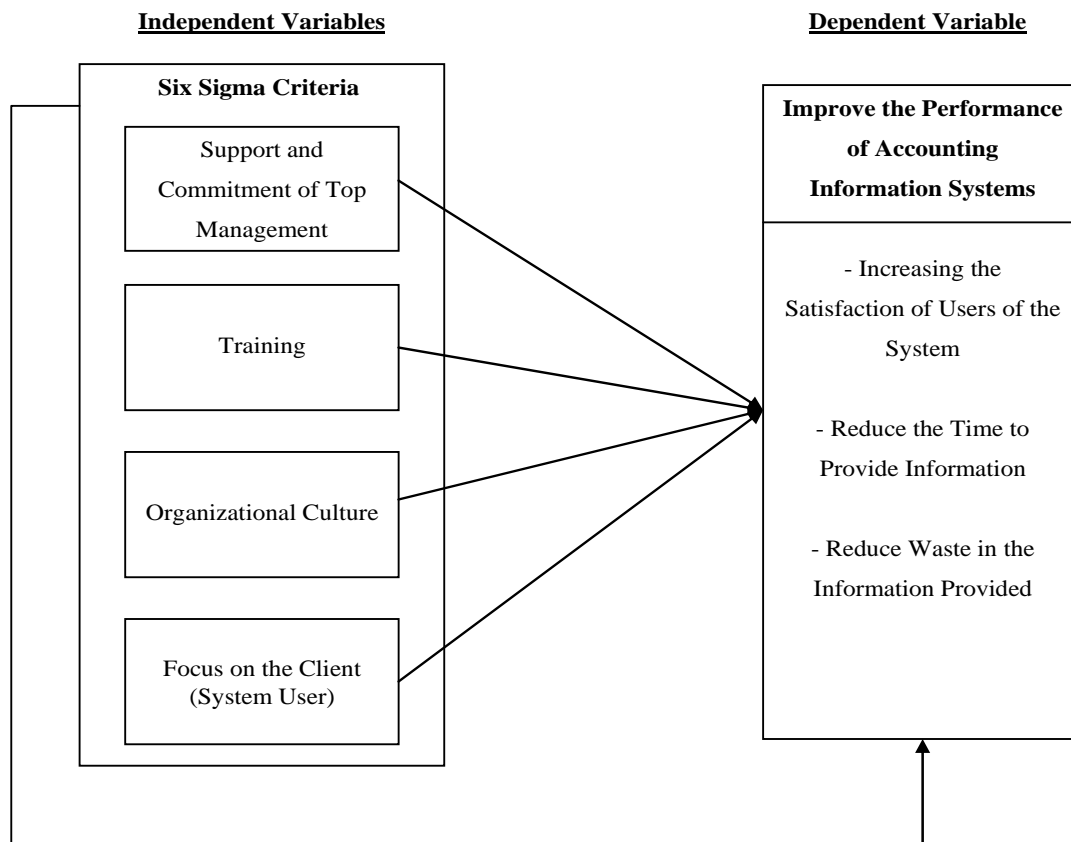 Independent Variables
Dependent Variable
Six Sigma Criteria
Support and
Commitment of Top
Management
Training
Organizational Culture
Focus on the Client
(System User)
Improve the Performance
of Accounting
Information Systems
- Increasing the
Satisfaction of Users of the
System
- Reduce the Time to
Provide Information
- Reduce Waste in the
Information Provided